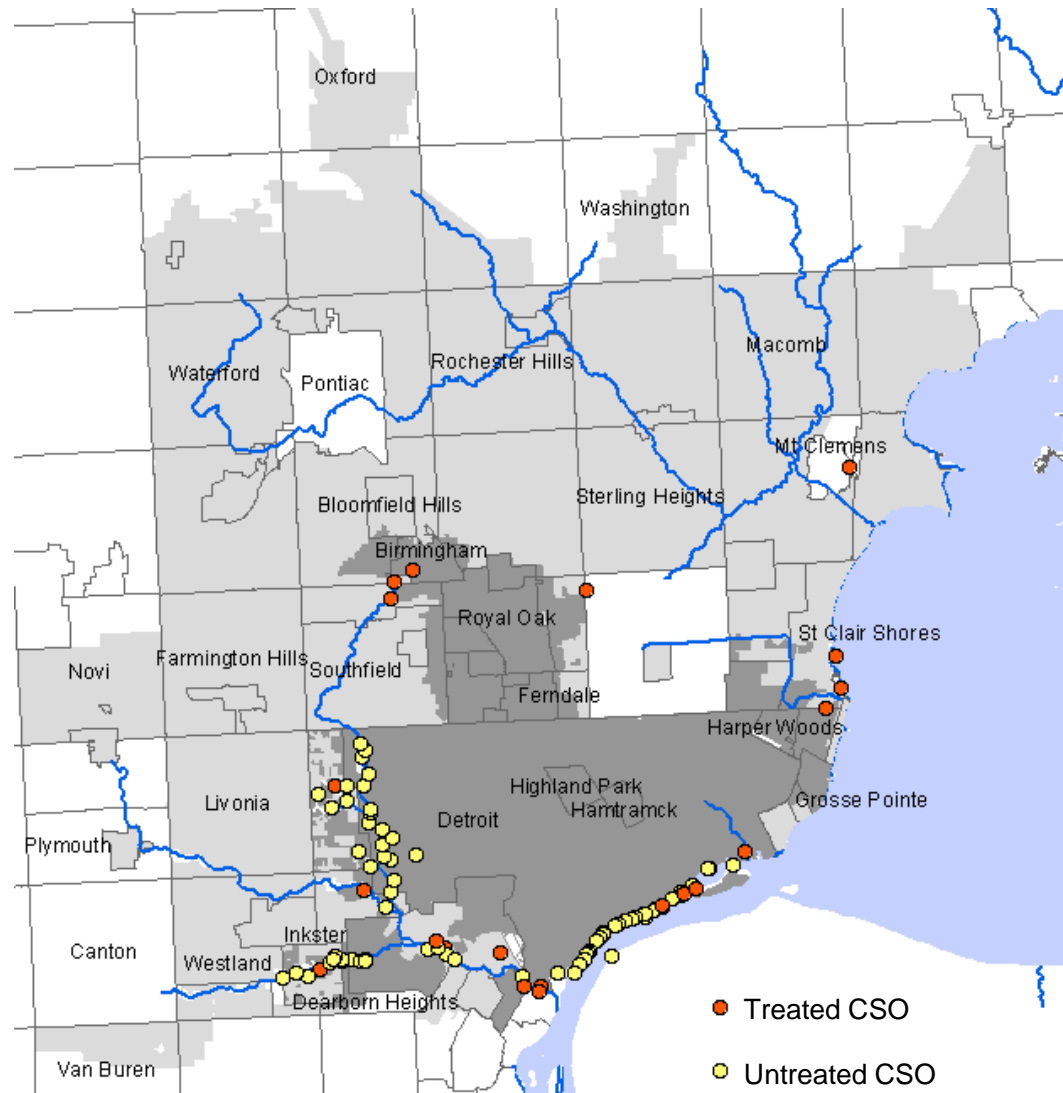 Oxford
Washington
Macomb
Rochester Hills
Waterford
Pontiac
Mt Clemens
Bloomfield Hills
Sterling Heights
Birmingham
Royal Oak
St Clair Shores
Farmington Hills
Novi
Southfield
Ferndale
Harper Woods
Highland Park
Grosse Pointe
Livonia
Hamtramck
Detroit
Plymouth
Inkster
Canton
Westland
Dearborn Heights
Treated CSO
Van Buren
Untreated CSO